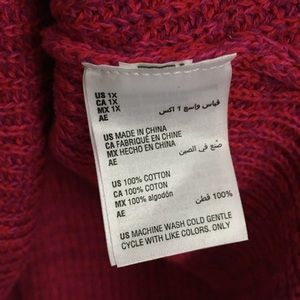 US 1X
CA 1X
MX 1X
AE قياس واسع 1 اكس
US MADE IN CHINA
CA FABRIQUÉ EN CHINE
MX HECHO EN CHINA
AE صنع في الصين
US 100% COTTON
CA 100% COTON
MX 100% algodón
AE 100% قطن
US MACHINE WASH COLD GENTLE
CYCLE WITH LIKE COLORS. ONLY